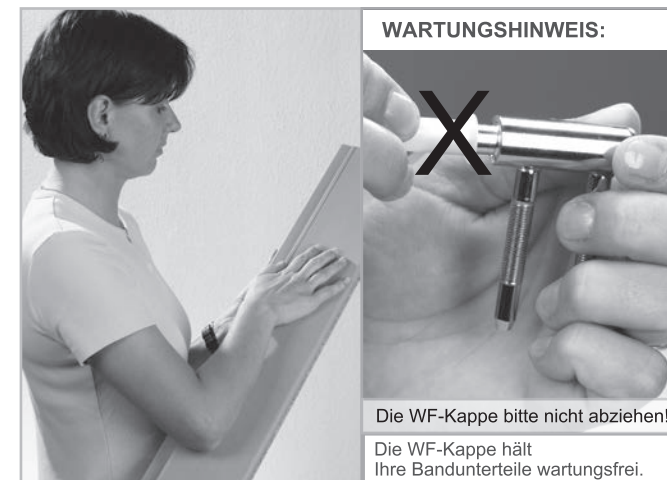 WARTUNGSHINWEIS:
X
Die WF-Kappe bitte nicht abziehen!
Die WF-Kappe hält
Ihre Bandunterteile wartungsfrei.